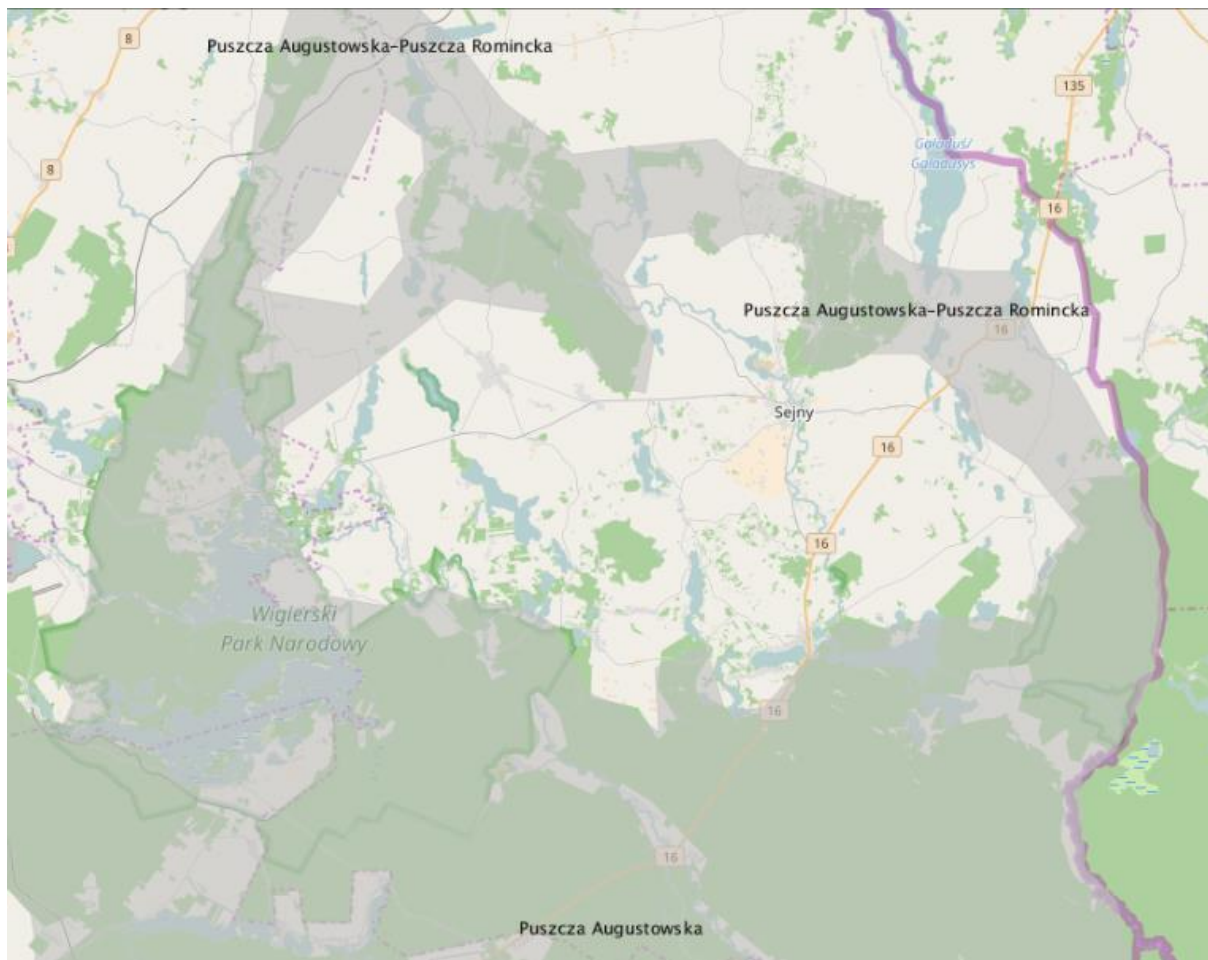 8
Puszcza Augustowska-Puszcza Romincka
135
8
Gaładuś/
Galadusys
16
Puszcza Augustowska-Puszcza Romincka
16
Sejny
16
16
Wigierski
Park Narodowy
16
16
Puszcza Augustowska